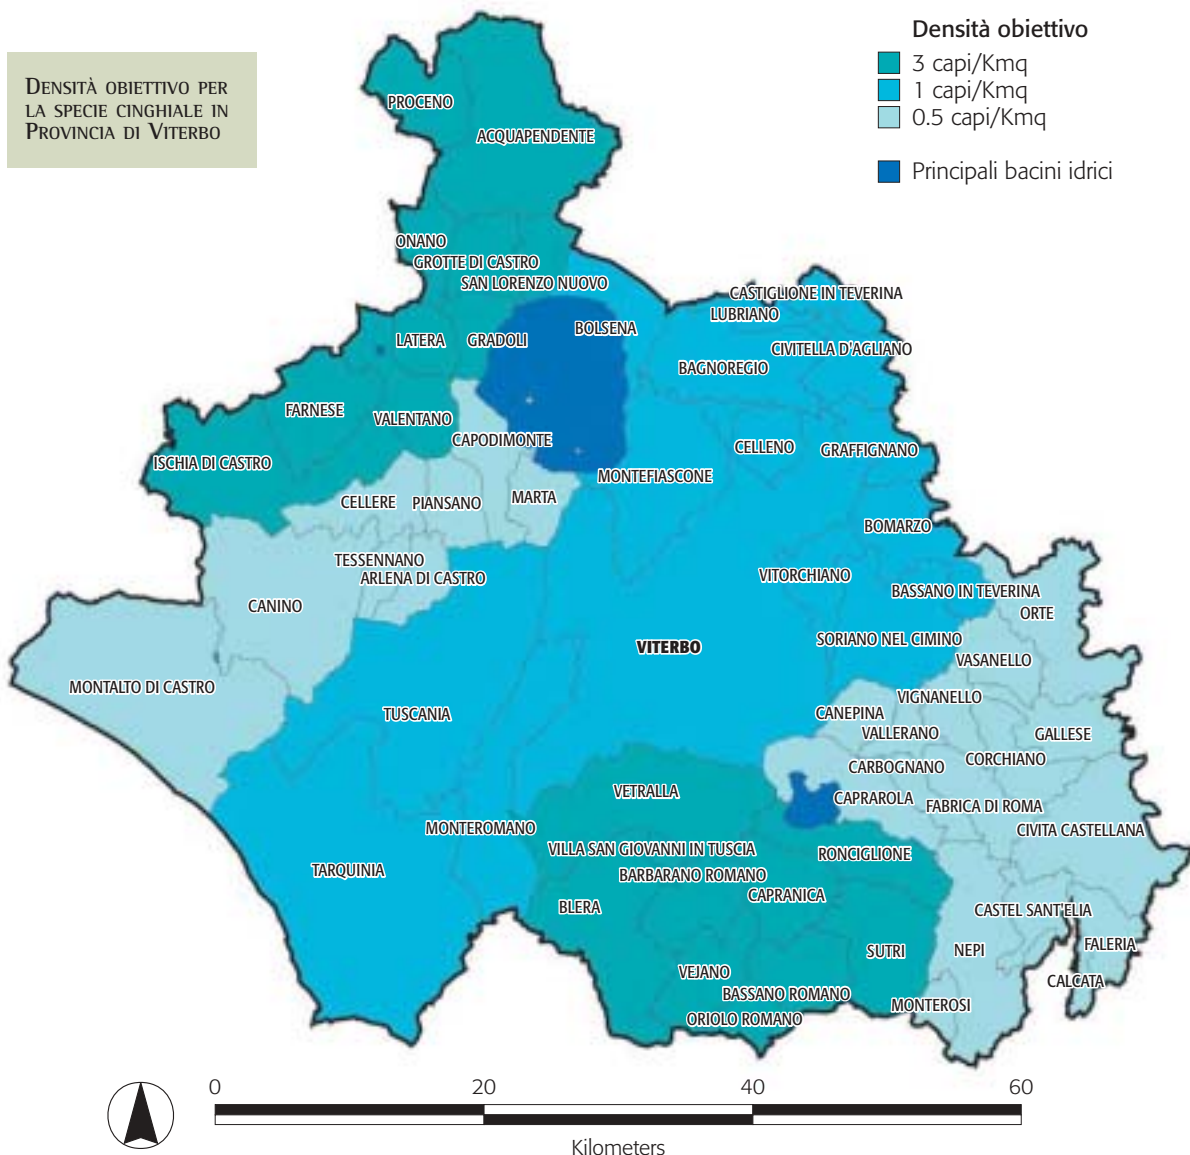 DENSITÀ OBIETTIVO PER
LA SPECIE CINGHIALE IN
PROVINCIA DI VITERBO
Densità obiettivo
3 capi/Kmq
1 capi/Kmq
0.5 capi/Kmq
Principali bacini idrici
PROCENO
ACQUAPENDENTE
ONANO
GROTTE DI CASTRO
SAN LORENZO NUOVO
CASTIGLIONE IN TEVERINA
LUBRIANO
BOLSENA
LATERA
GRADOLI
CIVITELLA D'AGLIANO
BAGNOREGIO
FARNESE
VALENTANO
CAPODIMONTE
CELLENO
GRAFFIGNANO
ISCHIA DI CASTRO
MONTEFIASCONE
CELLERE
PIANSANO
MARTA
BOMARZO
TESSENNANO
ARLENA DI CASTRO
VITORCHIANO
BASSANO IN TEVERINA
CANINO
ORTE
SORIANO NEL CIMINO
VITERBO
VASANELLO
MONTALTO DI CASTRO
VIGNANELLO
TUSCANIA
CANEPINA
VALLERANO
GALLESE
CORCHIANO
CARBOGNANO
VETRALLA
CAPRAROLA
FABRICA DI ROMA
MONTEROMANO
CIVITA CASTELLANA
VILLA SAN GIOVANNI IN TUSCIA
RONCIGLIONE
TARQUINIA
BARBARANO ROMANO
CAPRANICA
BLERA
CASTEL SANT'ELIA
SUTRI
NEPI
FALERIA
VEJANO
CALCATA
BASSANO ROMANO
MONTEROSI
ORIOLO ROMANO
0 20 40 60
Kilometers